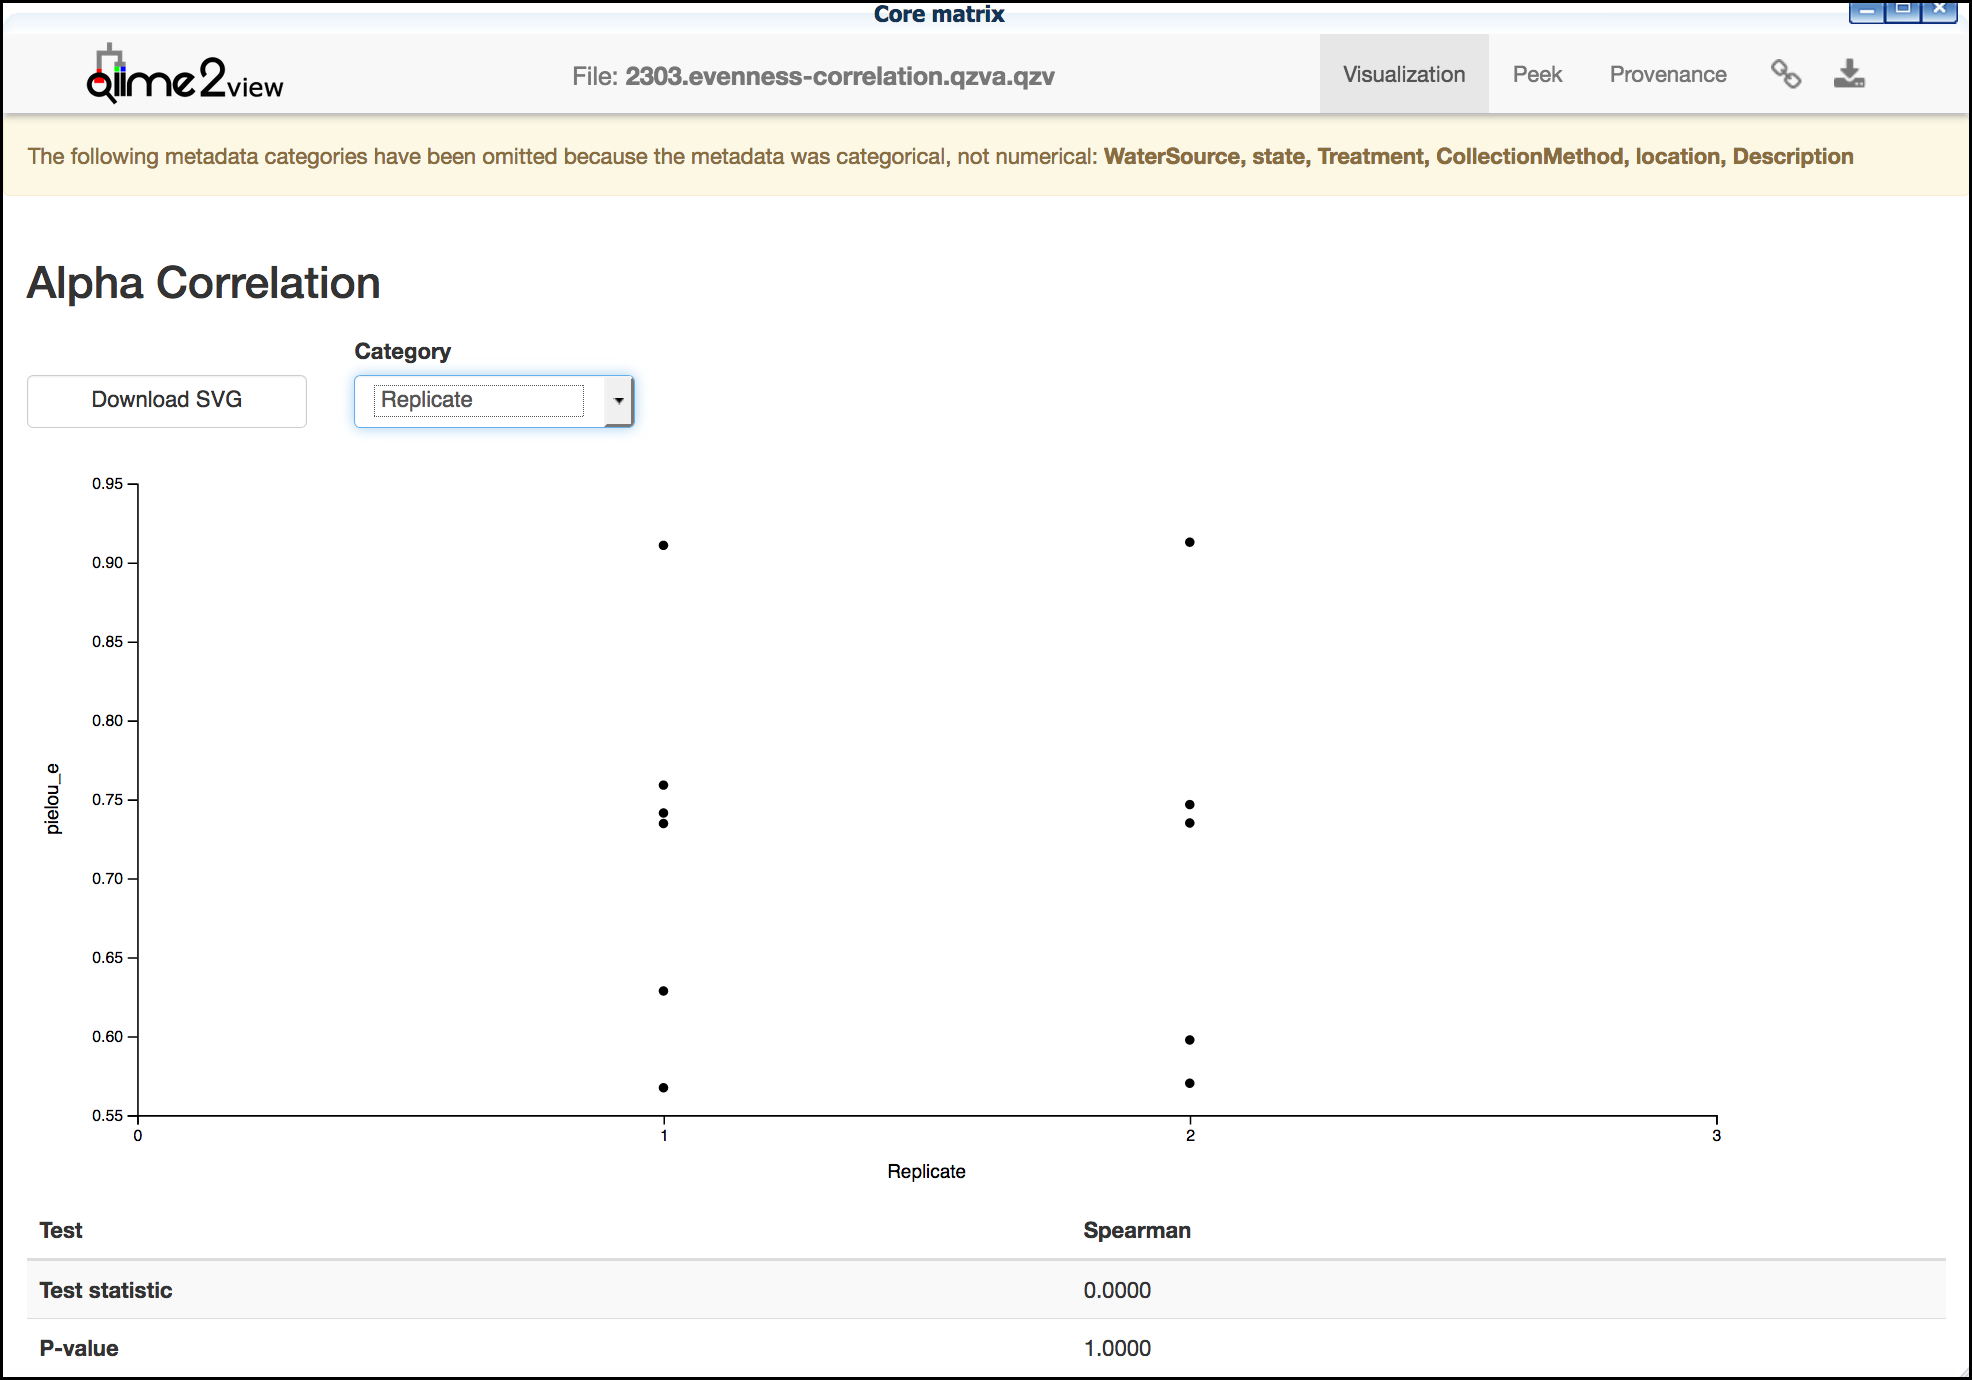 Core matrix
qiime2view
File: 2303.evenness-correlation.qzva.qzv
Visualization
Peek
Provenance
The following metadata categories have been omitted because the metadata was categorical, not numerical: WaterSource, state, Treatment, CollectionMethod, location, Description
Alpha Correlation
Category
Download SVG
Replicate
0.95
0.90
0.85
0.80
0.75
0.70
0.65
0.60
0.55
pielou_e
0 1 2 3
Replicate
Test Spearman
Test statistic 0.0000
P-value 1.0000